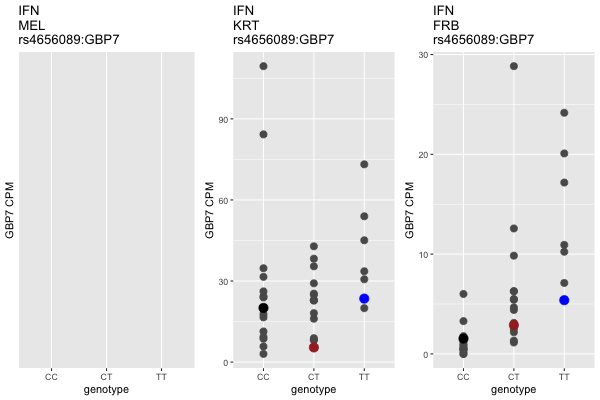 IFN
MEL
rs4656089:GBP7
GBP7 CPM
CC CT TT
genotype
IFN
KRT
rs4656089:GBP7
GBP7 CPM
90
60
30
0
CC CT TT
genotype
IFN
FRB
rs4656089:GBP7
GBP7 CPM
30
20
10
0
CC CT TT
genotype